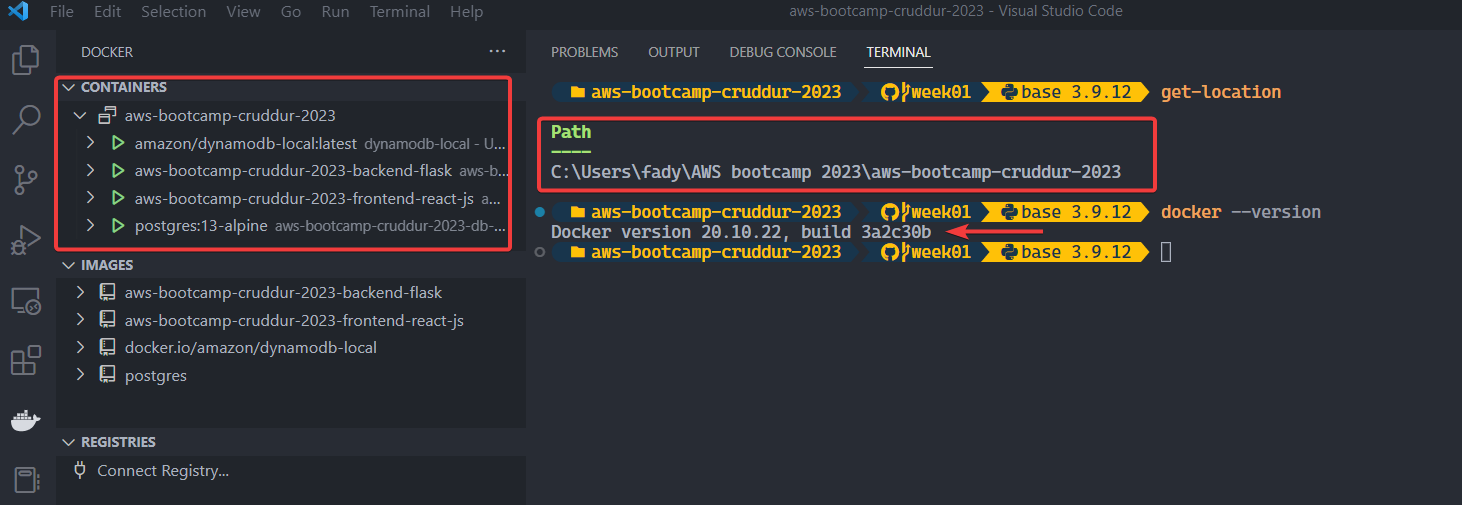 File Edit Selection View Go Run Terminal Help
aws-bootcamp-cruddur-2023 - Visual Studio Code
DOCKER ...
CONTAINERS
aws-bootcamp-cruddur-2023
amazon/dynamodb-local:latest dynamodb-local - U...
aws-bootcamp-cruddur-2023-backend-flask aws-b...
aws-bootcamp-cruddur-2023-frontend-react-js a...
postgres:13-alpine aws-bootcamp-cruddur-2023-db-...
IMAGES
aws-bootcamp-cruddur-2023-backend-flask
aws-bootcamp-cruddur-2023-frontend-react-js
docker.io/amazon/dynamodb-local
postgres
REGISTRIES
Connect Registry...
PROBLEMS OUTPUT DEBUG CONSOLE TERMINAL
aws-bootcamp-cruddur-2023 week01 base 3.9.12 get-location
Path
----
C:\Users\fady\AWS bootcamp 2023\aws-bootcamp-cruddur-2023
aws-bootcamp-cruddur-2023 week01 base 3.9.12 docker --version
Docker version 20.10.22, build 3a2c30b
aws-bootcamp-cruddur-2023 week01 base 3.9.12